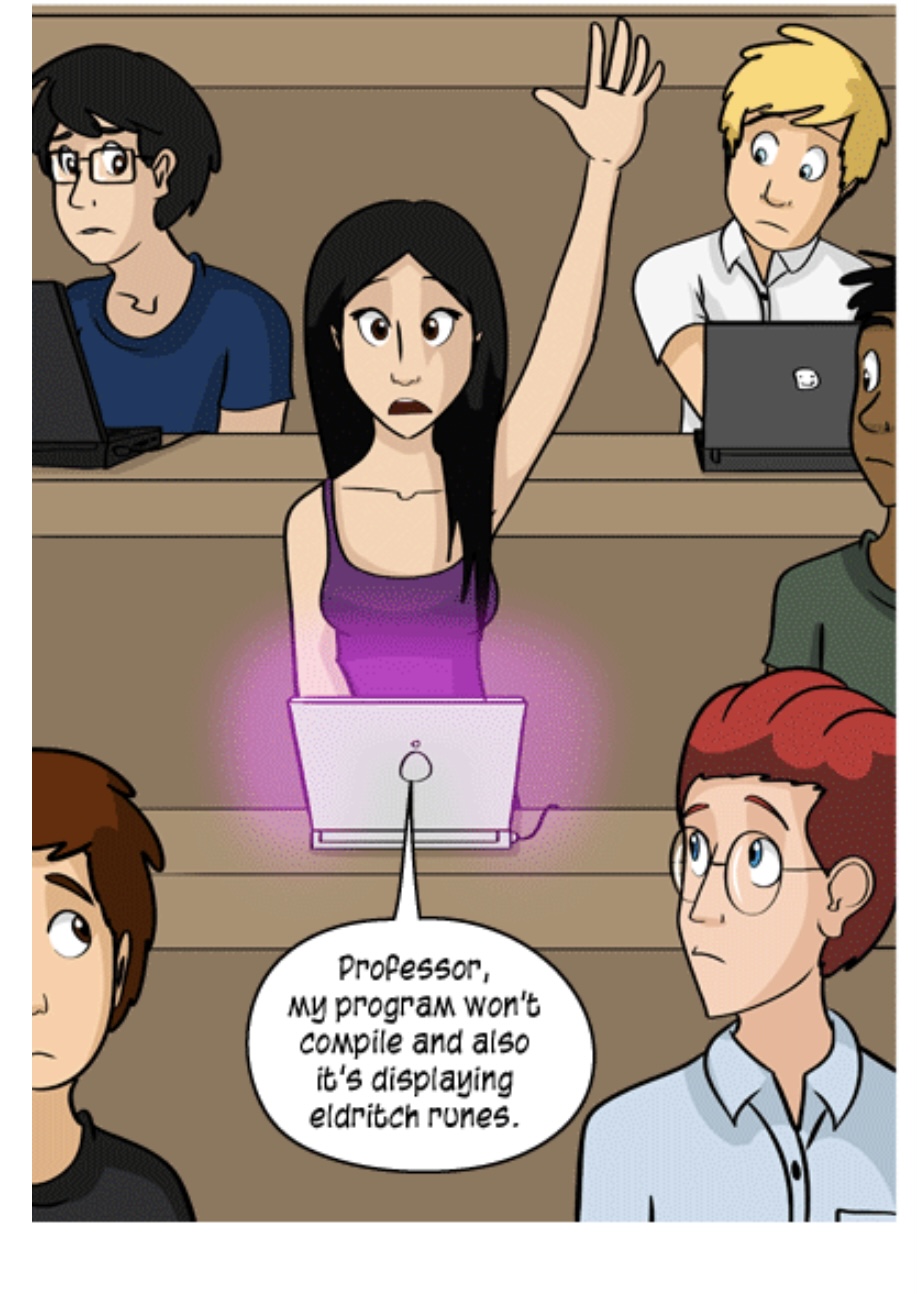 Professor,
my program won't
compile and also
it's displaying
eldritch runes.